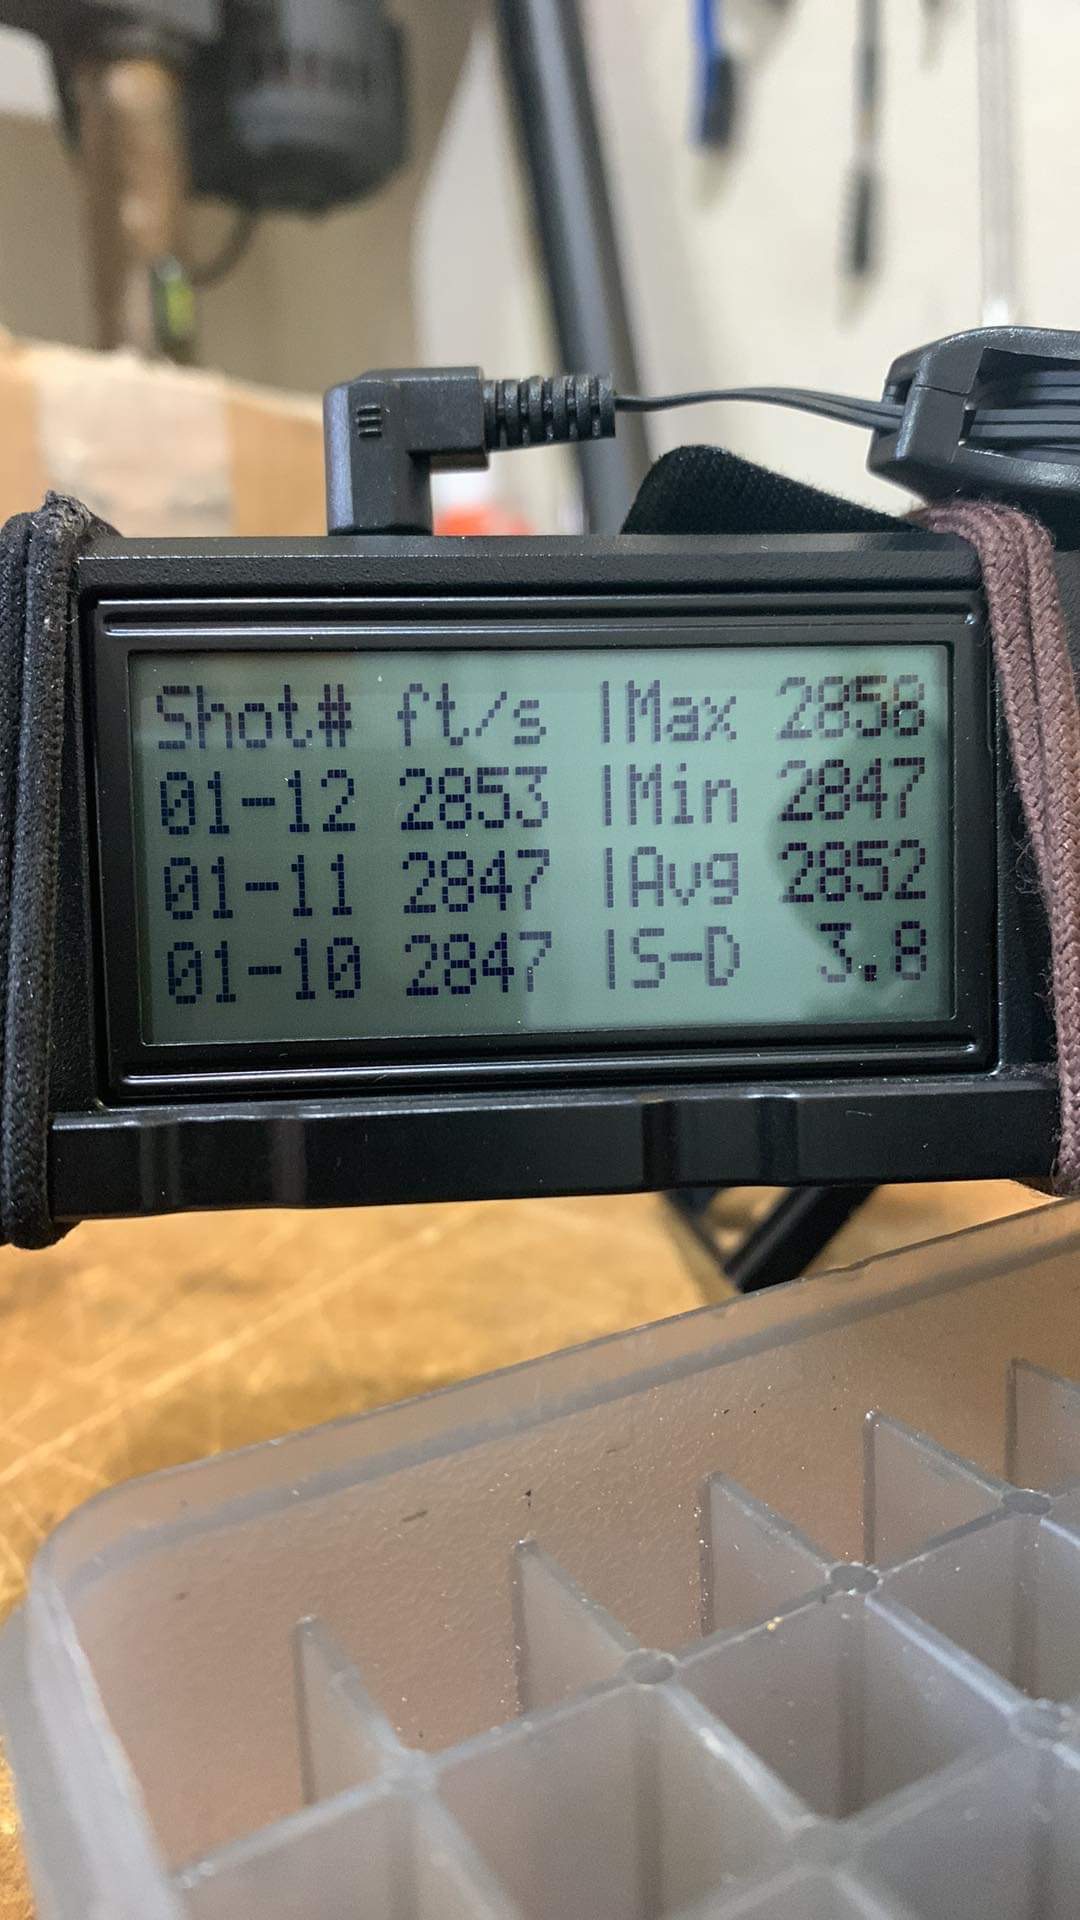 Shot# ft/s |Max 2858
01-12 2853 |Min 2847
01-11 2847 |Avg 2852
01-10 2847 |S-D 3.8